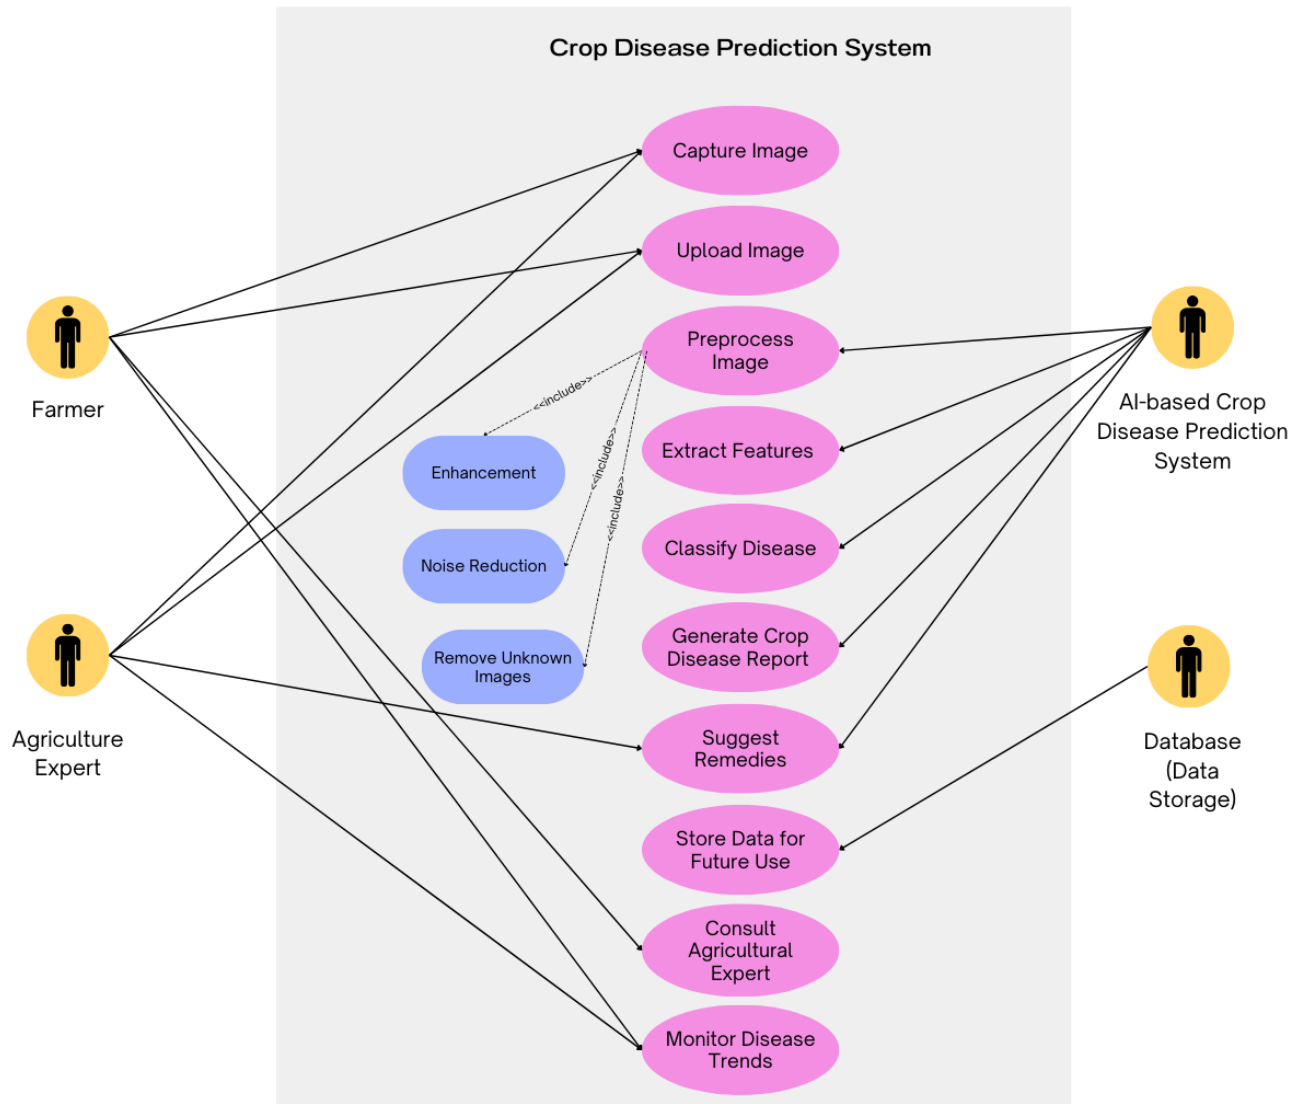 Crop Disease Prediction System
Capture Image
Upload Image
Preprocess
Image
<<include>>
<<include>>
<<include>>
Enhancement
Noise Reduction
Remove Unknown
Images
Extract Features
Classify Disease
Generate Crop
Disease Report
Suggest
Remedies
Store Data for
Future Use
Consult
Agricultural
Expert
Monitor Disease
Trends
Farmer
Agriculture
Expert
AI-based Crop
Disease Prediction
System
Database
(Data
Storage)